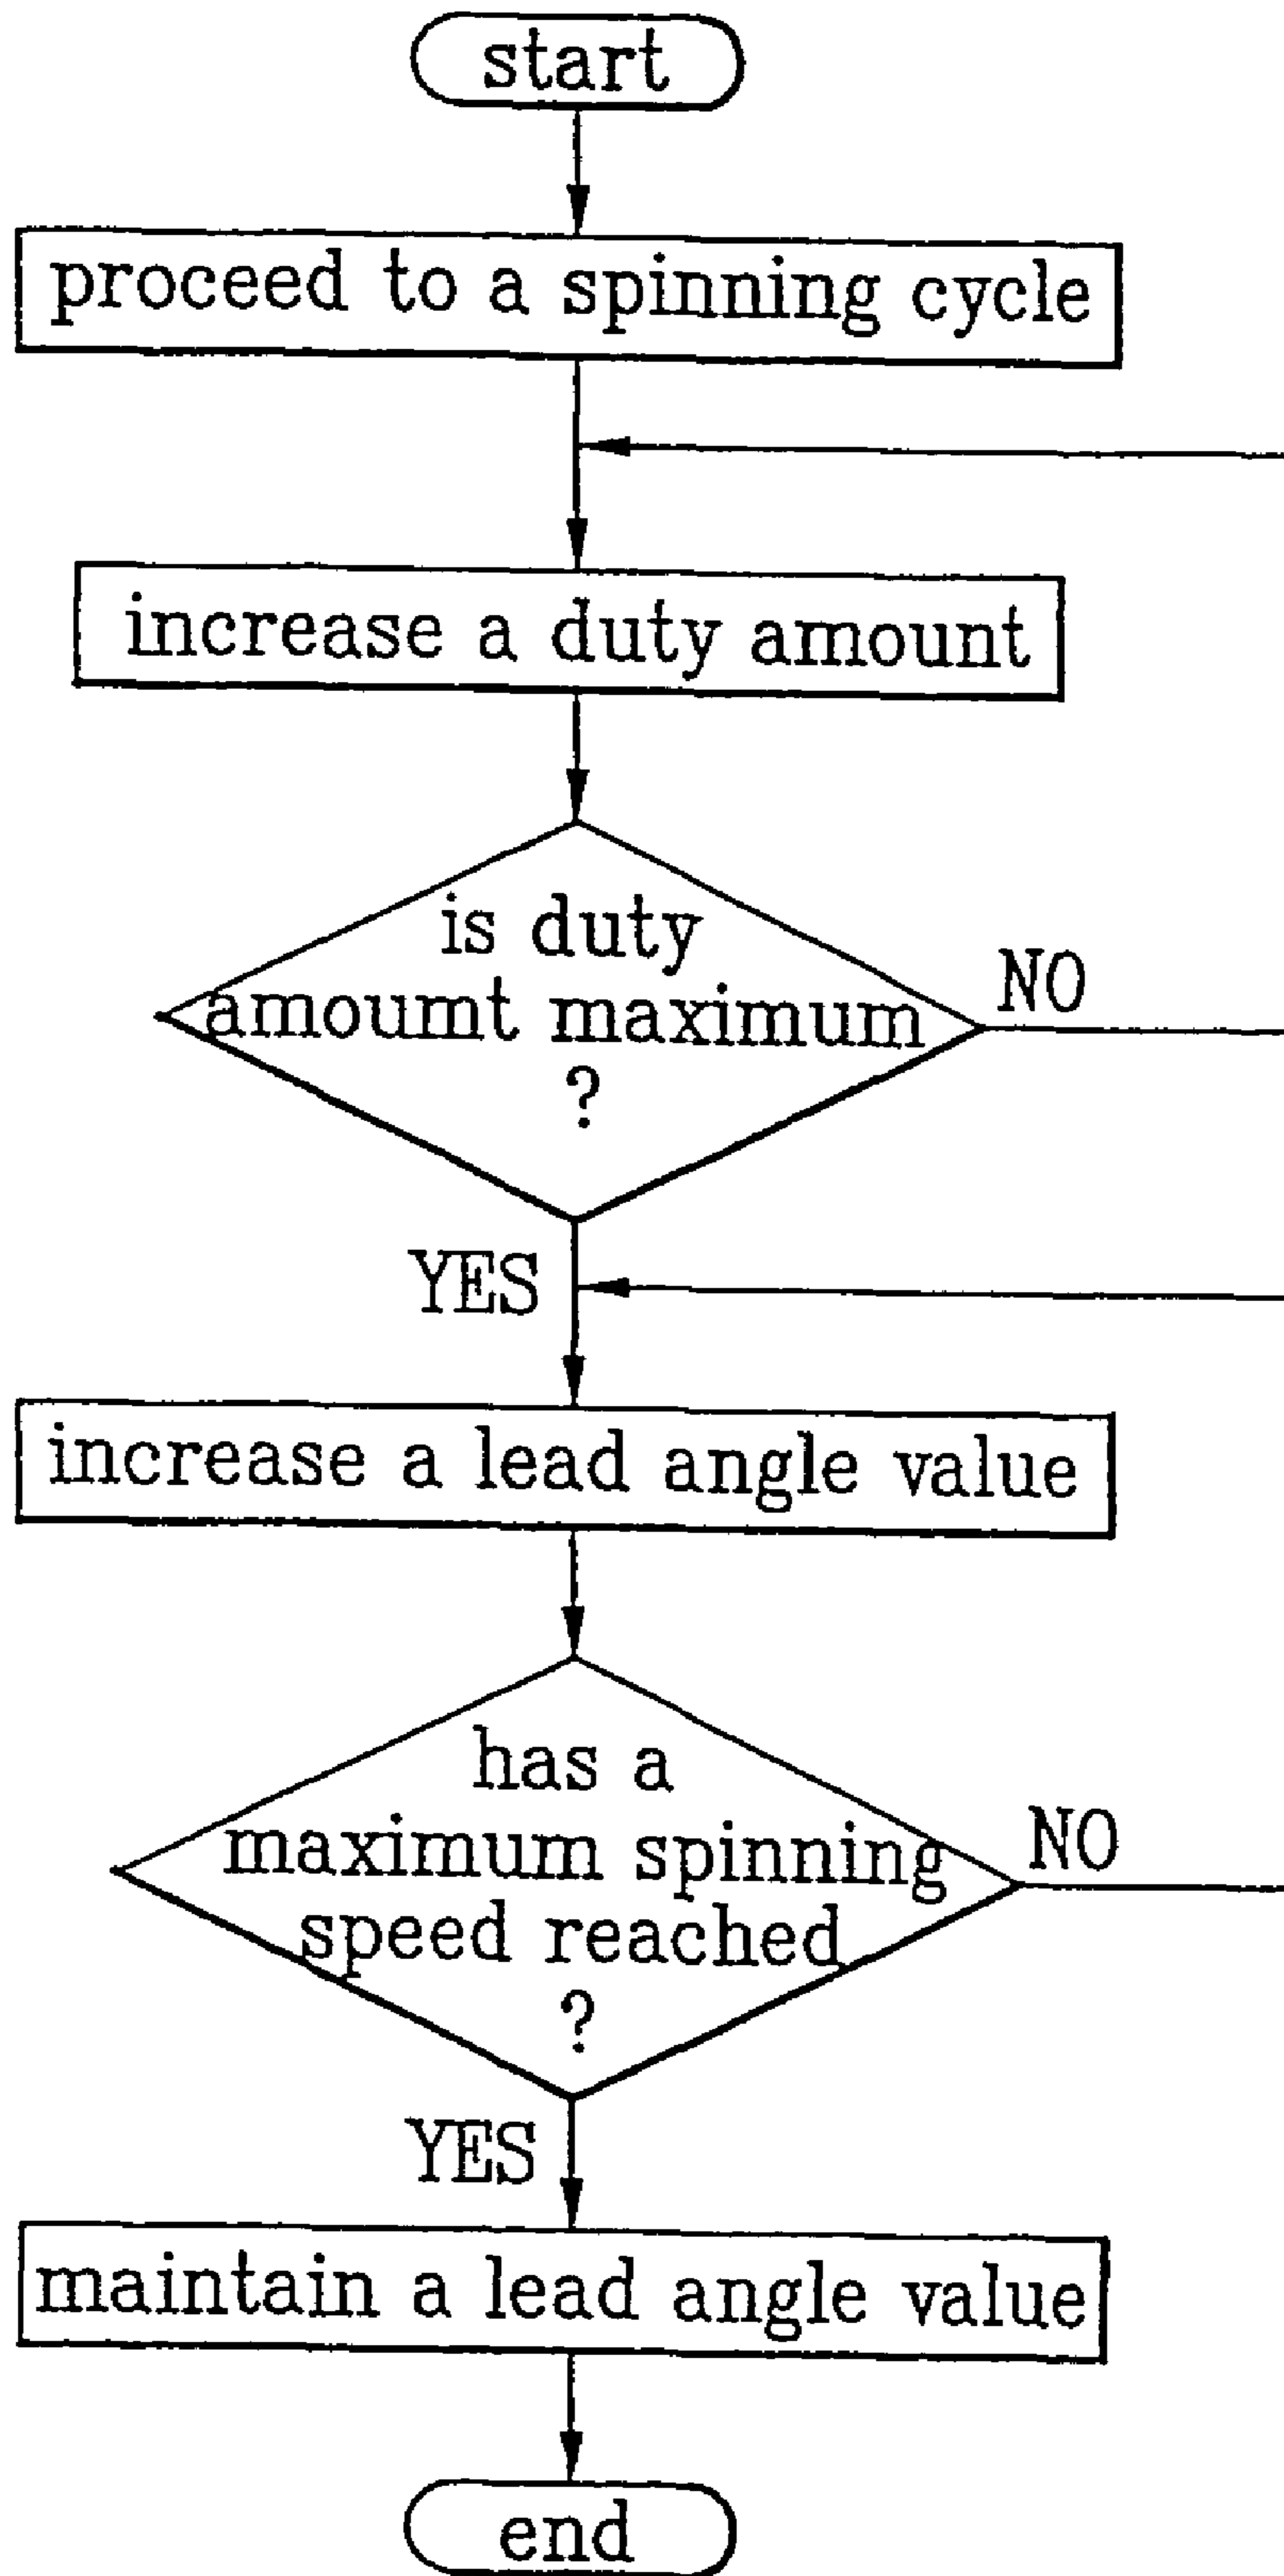 start
proceed to a spinning cycle
increase a duty amount
is duty
amoumt maximum
?
NO
YES
increase a lead angle value
has a
maximum spinning
speed reached
?
NO
YES
maintain a lead angle value
end